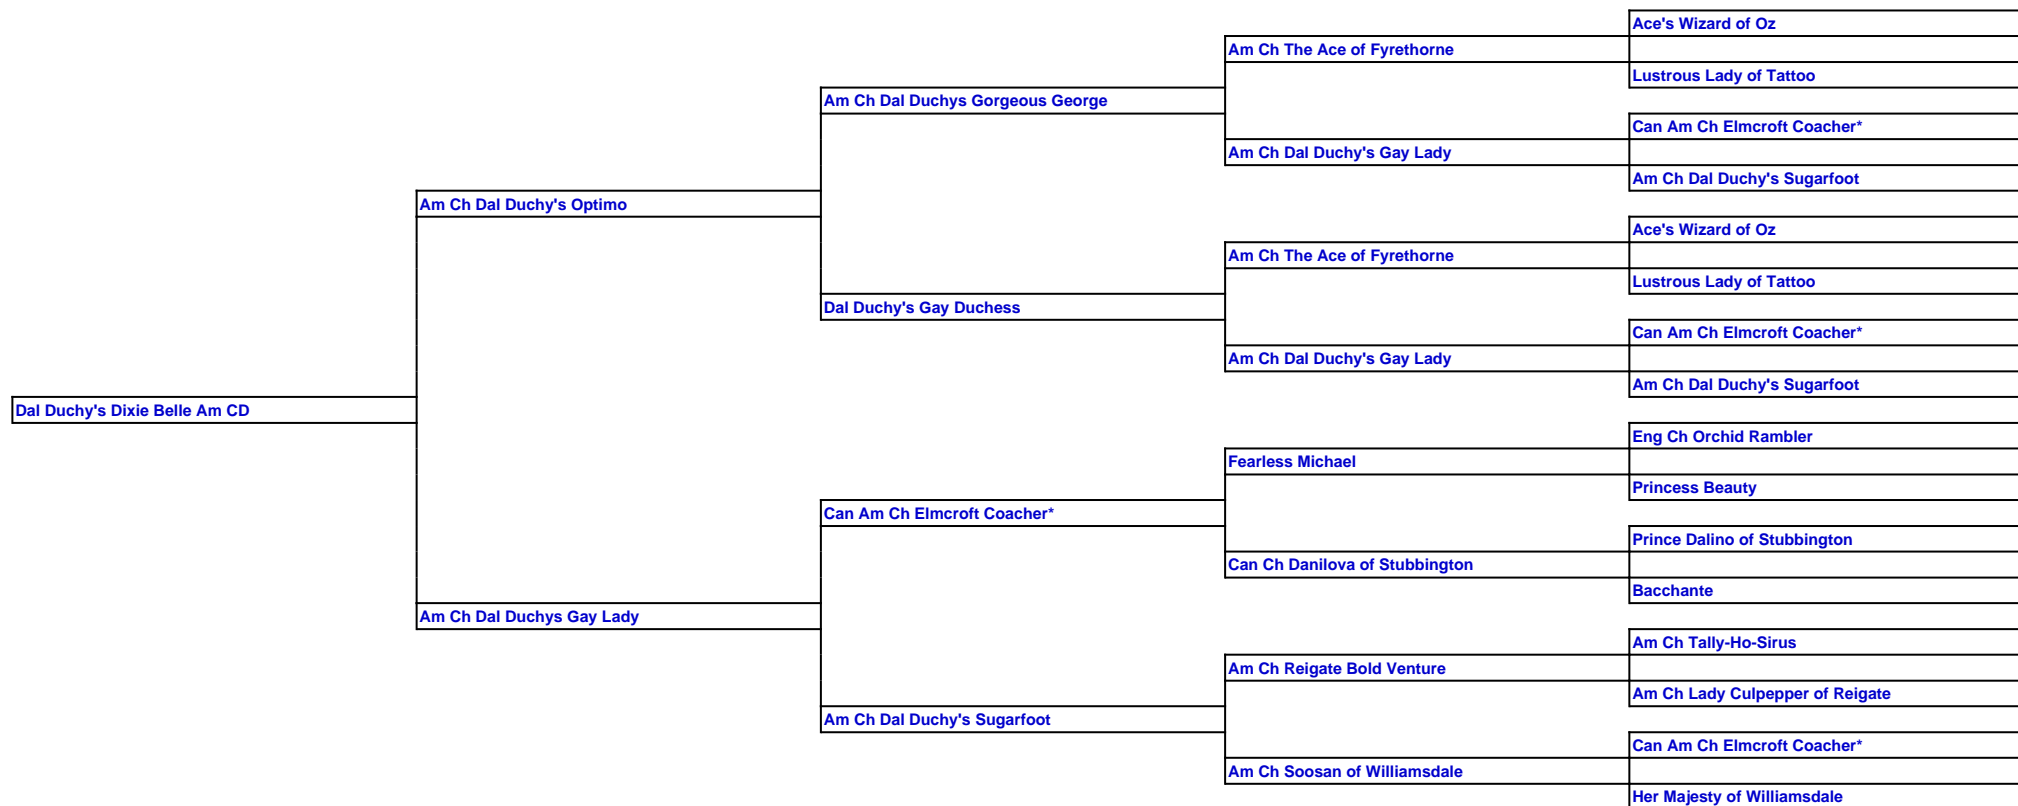 Ace's Wizard of Oz
Am Ch The Ace of Fyrethorne
Lustrous Lady of Tattoo
Am Ch Dal Duchys Gorgeous George
Can Am Ch Elmcroft Coacher*
Am Ch Dal Duchy's Gay Lady
Am Ch Dal Duchy's Sugarfoot
Am Ch Dal Duchy's Optimo
Ace's Wizard of Oz
Am Ch The Ace of Fyrethorne
Lustrous Lady of Tattoo
Dal Duchy's Gay Duchess
Can Am Ch Elmcroft Coacher*
Am Ch Dal Duchy's Gay Lady
Am Ch Dal Duchy's Sugarfoot
Dal Duchy's Dixie Belle Am CD
Eng Ch Orchid Rambler
Fearless Michael
Princess Beauty
Can Am Ch Elmcroft Coacher*
Prince Dalino of Stubbington
Can Ch Danilova of Stubbington
Bacchante
Am Ch Dal Duchys Gay Lady
Am Ch Tally-Ho-Sirus
Am Ch Reigate Bold Venture
Am Ch Lady Culpepper of Reigate
Am Ch Dal Duchy's Sugarfoot
Can Am Ch Elmcroft Coacher*
Am Ch Soosan of Williamsdale
Her Majesty of Williamsdale